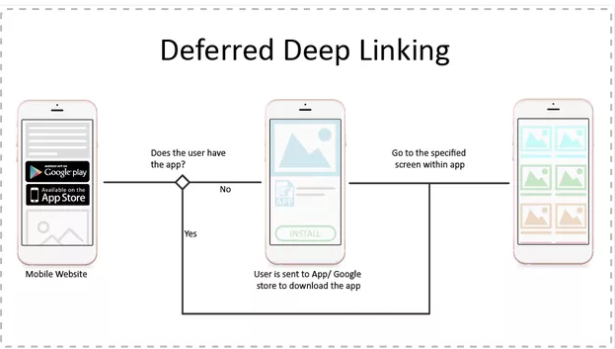 Deferred Deep Linking
Does the user have
the app?
Go to the specified
screen within app
ANDROID APP ON
Google play
Available on the
App Store
No
APP
Yes
INSTALL
Mobile Website
User is sent to App/ Google
store to download the app